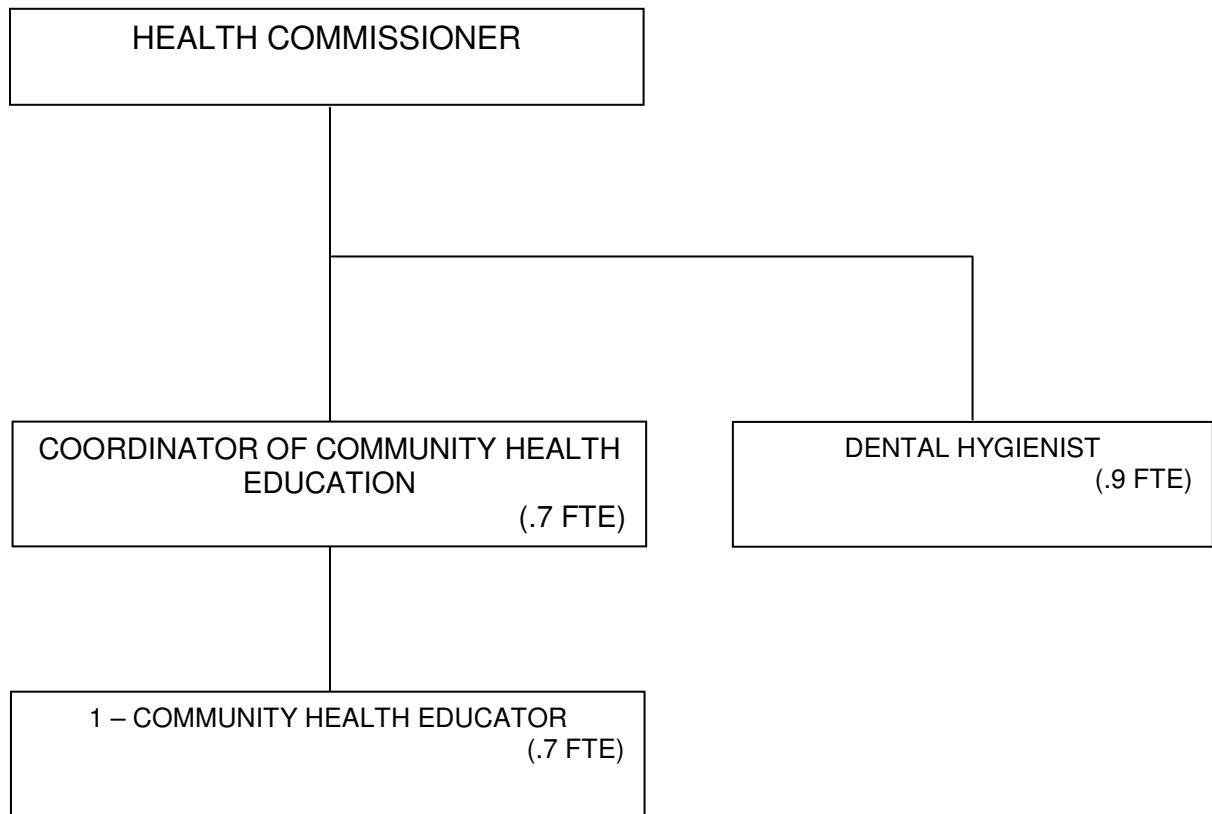 HEALTH COMMISSIONER
COORDINATOR OF COMMUNITY HEALTH
EDUCATION
(.7 FTE)
DENTAL HYGIENIST
(.9 FTE)
1 – COMMUNITY HEALTH EDUCATOR
(.7 FTE)